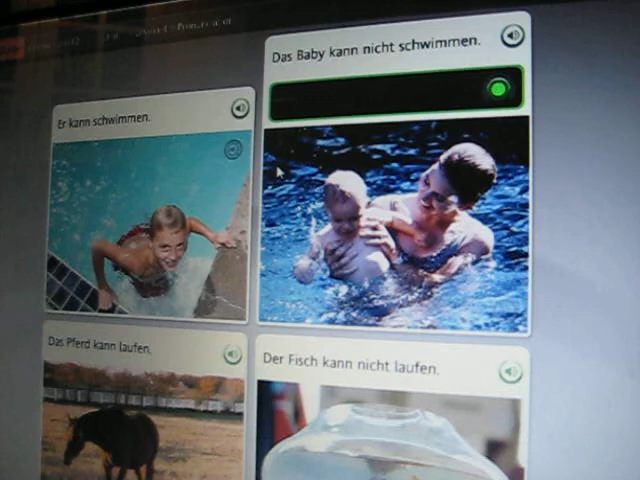 Das Baby kann nicht schwimmen.
Er kann schwimmen.
Das Pferd kann laufen.
Der Fisch kann nicht laufen.